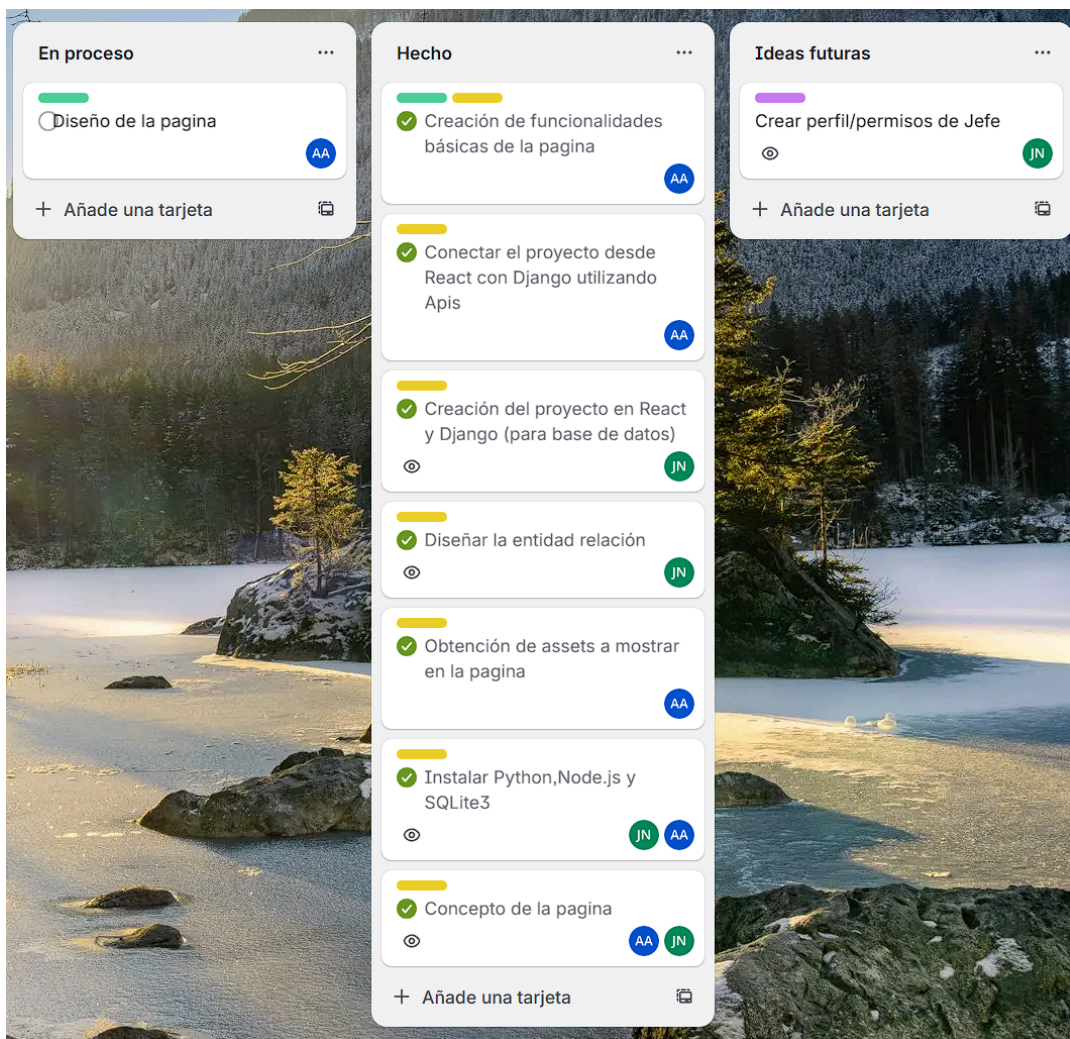 En proceso
Diseño de la pagina
AA
Añade una tarjeta
Hecho
Creación de funcionalidades
básicas de la pagina
AA
Conectar el proyecto desde
React con Django utilizando
Apis
AA
Creación del proyecto en React
y Django (para base de datos)
JN
Diseñar la entidad relación
JN
Obtención de assets a mostrar
en la pagina
AA
Instalar Python,Node.js y
SQLite3
JN AA
Concepto de la pagina
AA JN
Añade una tarjeta
Ideas futuras
Crear perfil/permisos de Jefe
JN
Añade una tarjeta